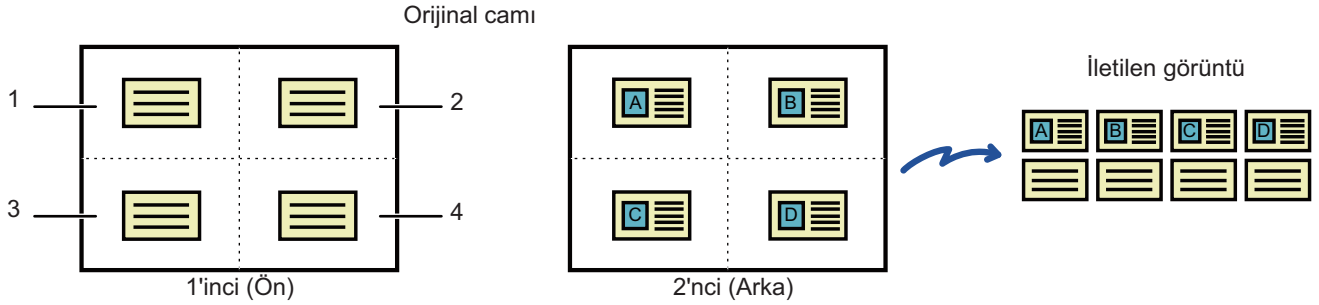 Orijinal camı
1
2
3
4
1'inci (Ön)
A
B
C
D
2'nci (Arka)
İletilen görüntü
A B C D